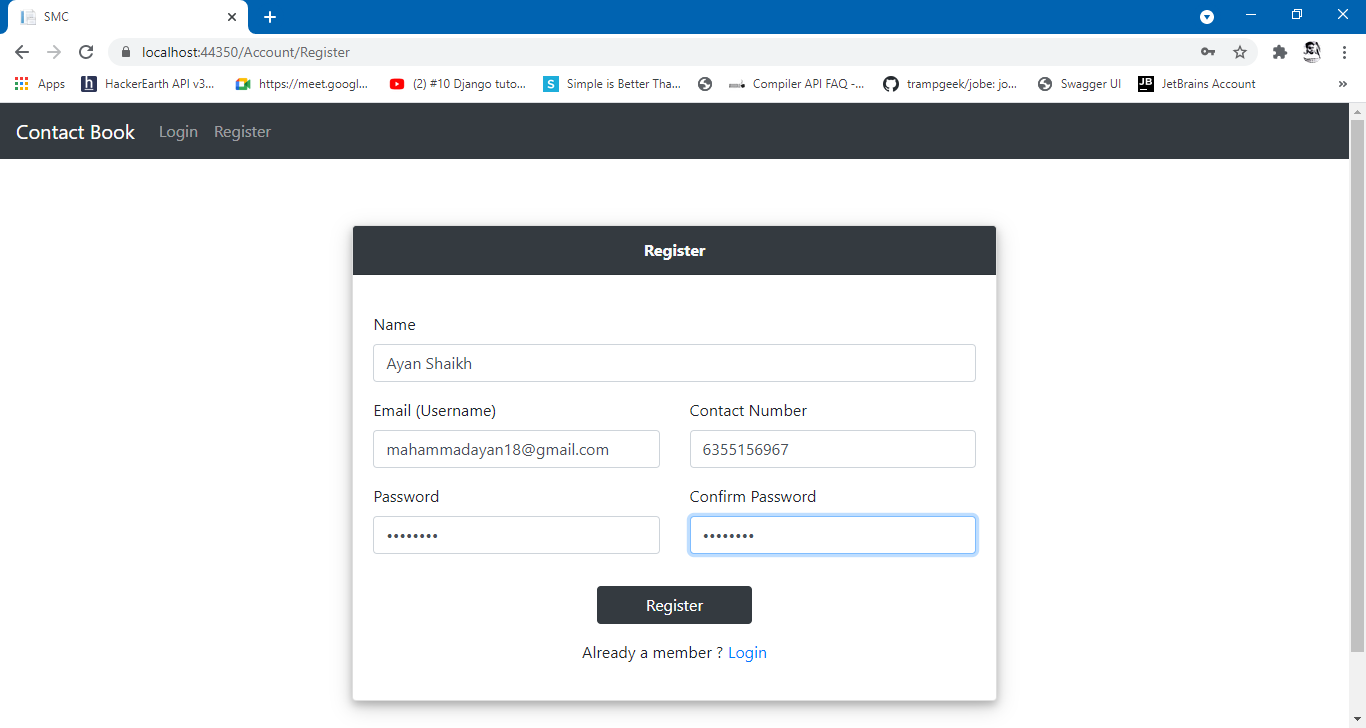 SMC
localhost:44350/Account/Register
Apps HackerEarth API v3... https://meet.googl... (2) #10 Django tuto... S Simple is Better Tha... Compiler API FAQ -... trampgeek/jobe: jo... Swagger UI JB JetBrains Account »
Contact Book Login Register
Register
Name
Ayan Shaikh
Email (Username) Contact Number
mahammadayan18@gmail.com 6355156967
Password Confirm Password
•••••••• ••••••••
Register
Already a member ? Login